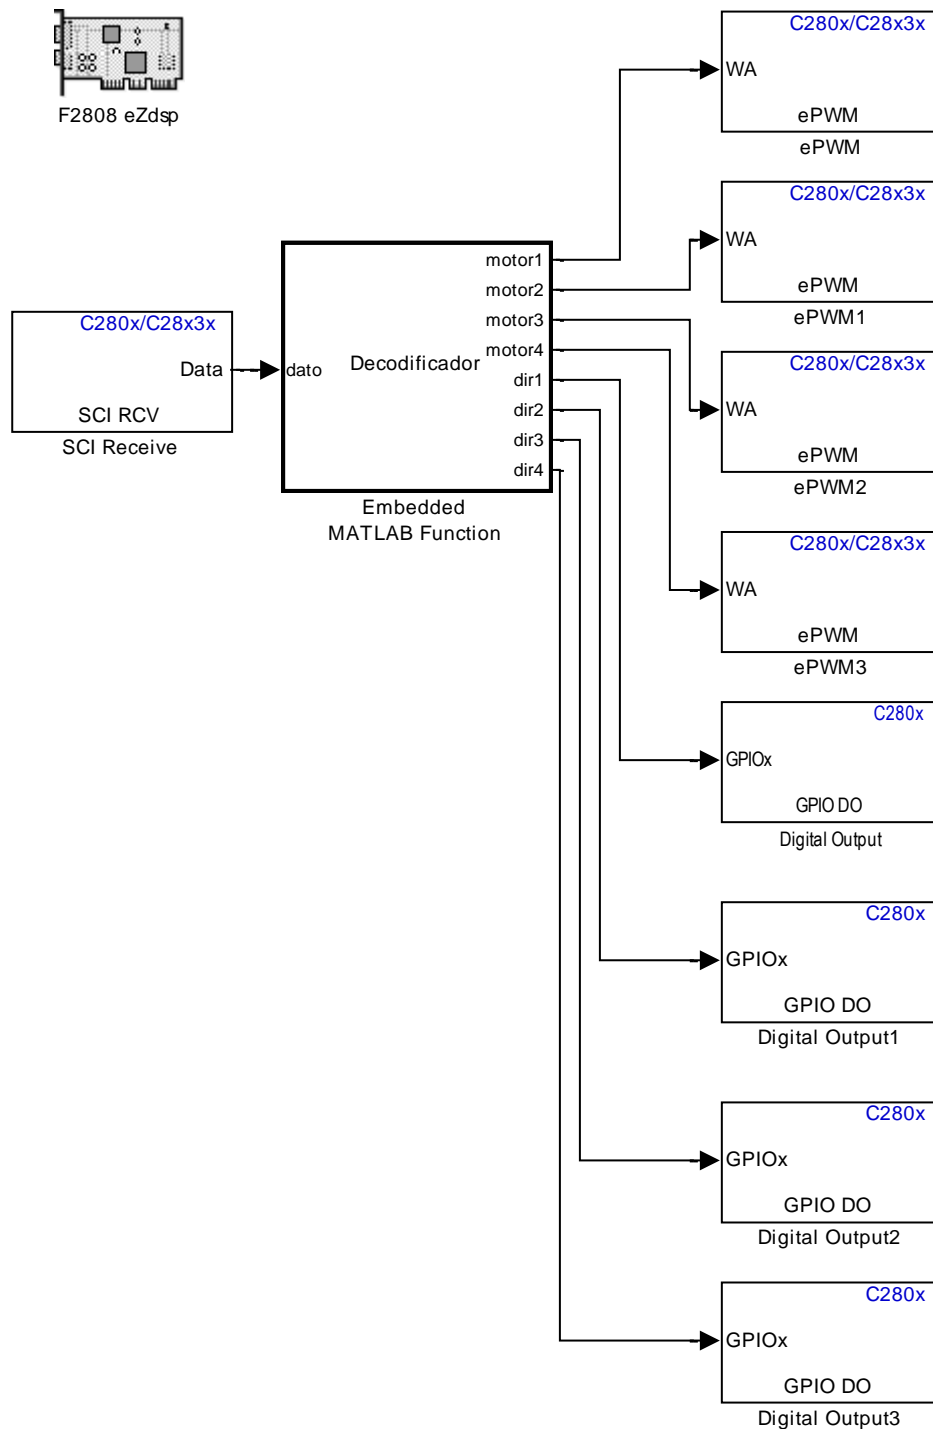 F2808 eZdsp
C280x/C28x3x
WA
ePWM
ePWM
C280x/C28x3x
WA
ePWM
ePWM1
C280x/C28x3x
WA
ePWM
ePWM2
C280x/C28x3x
WA
ePWM
ePWM3
C280x/C28x3x
Data
SCI RCV
SCI Receive
dato
Decodificador
motor1
motor2
motor3
motor4
dir1
dir2
dir3
dir4
Embedded
MATLAB Function
C280x
GPIOx
GPIO DO
Digital Output
C280x
GPIOx
GPIO DO
Digital Output1
C280x
GPIOx
GPIO DO
Digital Output2
C280x
GPIOx
GPIO DO
Digital Output3